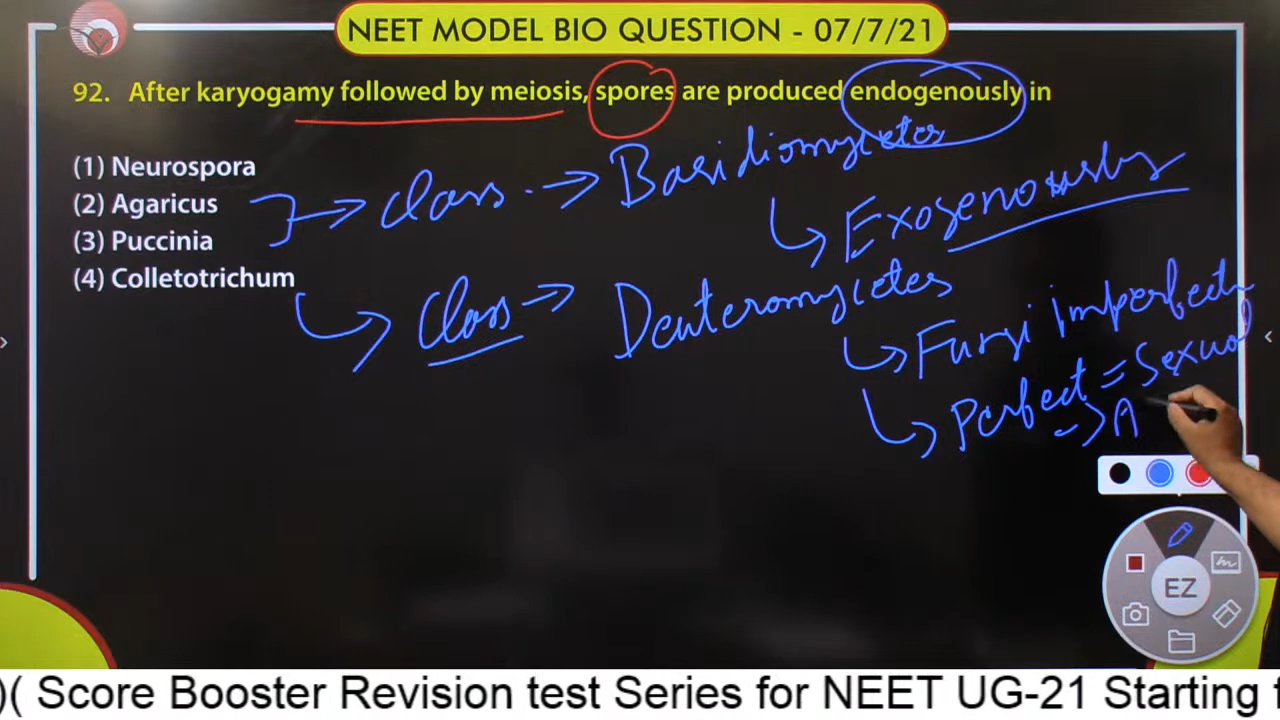 NEET MODEL BIO QUESTION - 07/7/21
92. After karyogamy followed by meiosis, spores are produced endogenously in
(1) Neurospora
(2) Agaricus
(3) Puccinia
(4) Colletotrichum
Class → Basidiomycetes
Exogenously
Class → Deuteromycetes
Fungi imperfecti
Perfect = Sexual
→ A
EZ
)( Score Booster Revision test Series for NEET UG-21 Starting f